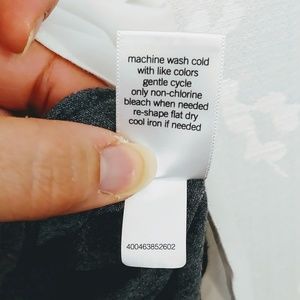 machine wash cold
with like colors
gentle cycle
only non-chlorine
bleach when needed
re-shape flat dry
cool iron if needed
400463852602